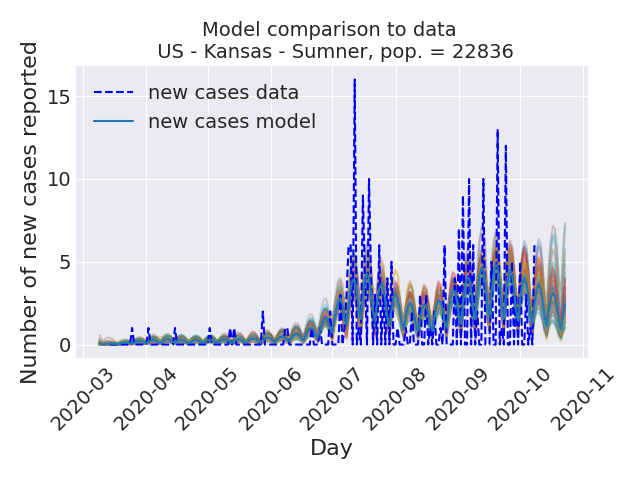 Model comparison to data
US - Kansas - Sumner, pop. = 22836
Number of new cases reported
15
10
5
0
new cases data
new cases model
2020-03
2020-04
2020-05
2020-06
2020-07
2020-08
2020-09
2020-10
2020-11
Day